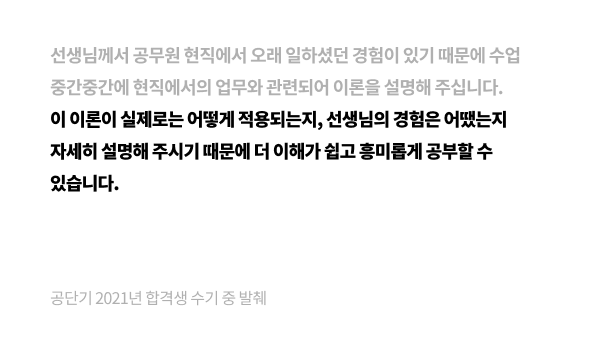 선생님께서 공무원 현직에서 오래 일하셨던 경험이 있기 때문에 수업
중간중간에 현직에서의 업무와 관련되어 이론을 설명해 주십니다.
이 이론이 실제로는 어떻게 적용되는지, 선생님의 경험은 어땠는지
자세히 설명해 주시기 때문에 더 이해가 쉽고 흥미롭게 공부할 수
있습니다.
공단기 2021년 합격생 수기 중 발췌